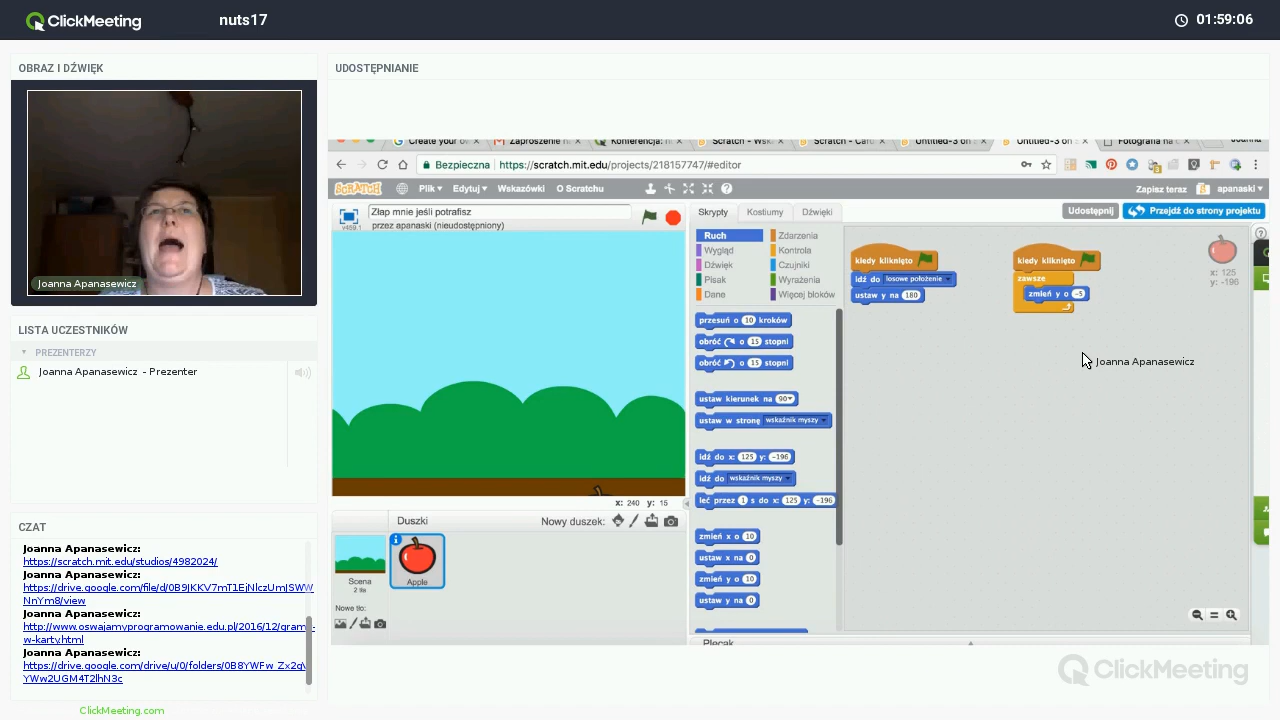 ClickMeeting
nuts17
01:59:06
OBRAZ I DŹWIĘK
Joanna Apanasewicz
LISTA UCZESTNIKÓW
PREZENTERZY
Joanna Apanasewicz - Prezenter
CZAT
Joanna Apanasewicz:
https://scratch.mit.edu/studios/4982024/
Joanna Apanasewicz:
Joanna Apanasewicz:
Joanna Apanasewicz:
ClickMeeting.com
UDOSTĘPNIANIE
Bezpieczna
https://scratch.mit.edu/projects/218157747/#editor
SCRATCH
Plik
Edytuj
Wskazówki
O Scratchu
Zapisz teraz
apanaski
Złap mnie jeśli potrafisz
przez apanaski (nieudostępniony)
Skrypty
Kostiumy
Dźwięki
Udostępnij
Przejdź do strony projektu
Ruch
Zdarzenia
Wygląd
Kontrola
Dźwięk
Czujniki
Pisak
Wyrażenia
Dane
Więcej bloków
przesuń o 10 kroków
obróć o 15 stopni
obróć o 15 stopni
ustaw kierunek na 90
ustaw w stronę wskaźnik myszy
idź do x: 125 y: -196
idź do wskaźnik myszy
leć przez 1 s do x: 125 y: -196
zmień x o 10
ustaw x na 0
zmień y o 10
ustaw y na 0
kiedy kliknięto
idź do losowe położenie
ustaw y na 180
kiedy kliknięto
zawsze
zmień y o -5
x: 125
y: -196
Joanna Apanasewicz
x: 240 y: 15
Duszki
Nowy duszek:
Scena
2 tła
Apple
Nowe tło:
Plecak
ClickMeeting